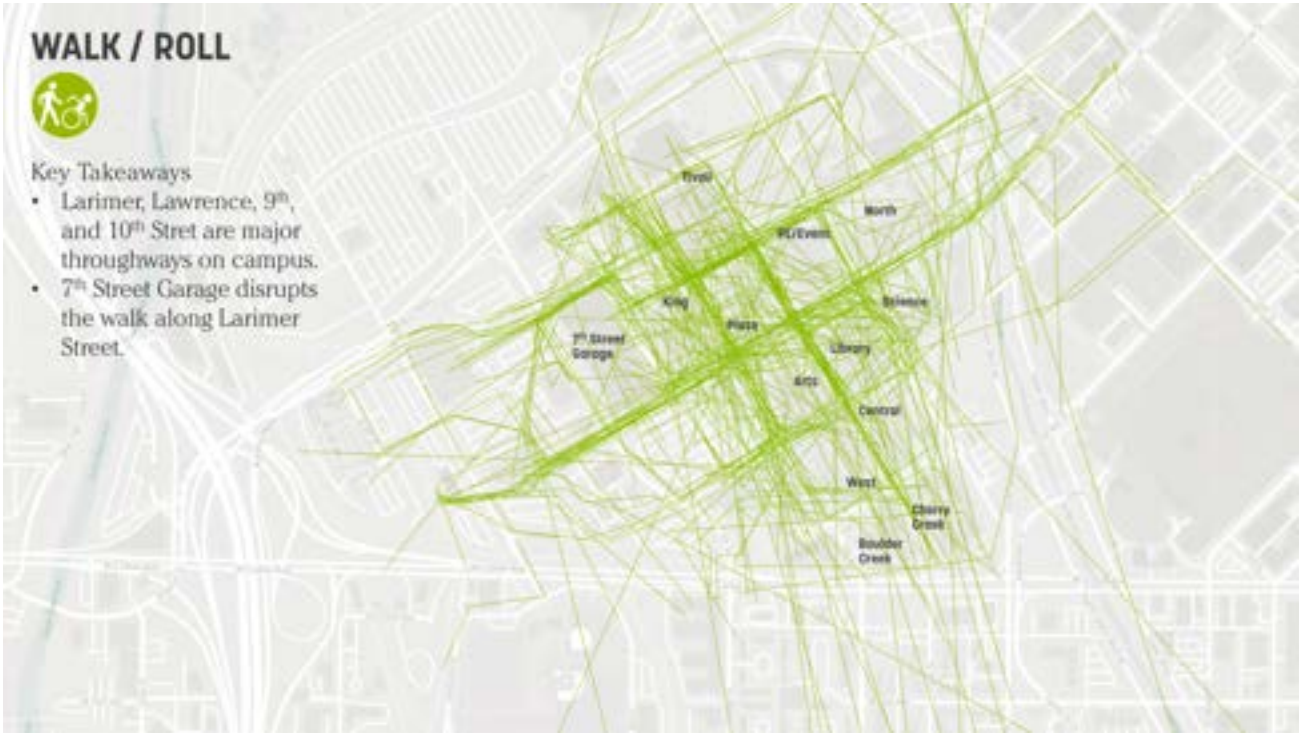 WALK / ROLL
Key Takeaways
• Larimer, Lawrence, 9th,
and 10th Stret are major
throughways on campus.
• 7th Street Garage disrupts
the walk along Larimer
Street.
Tivoli
North
PE/Event
King
Science
Plaza
7th Street
Garage
Library
Arts
Central
West
Cherry
Creek
Boulder
Creek